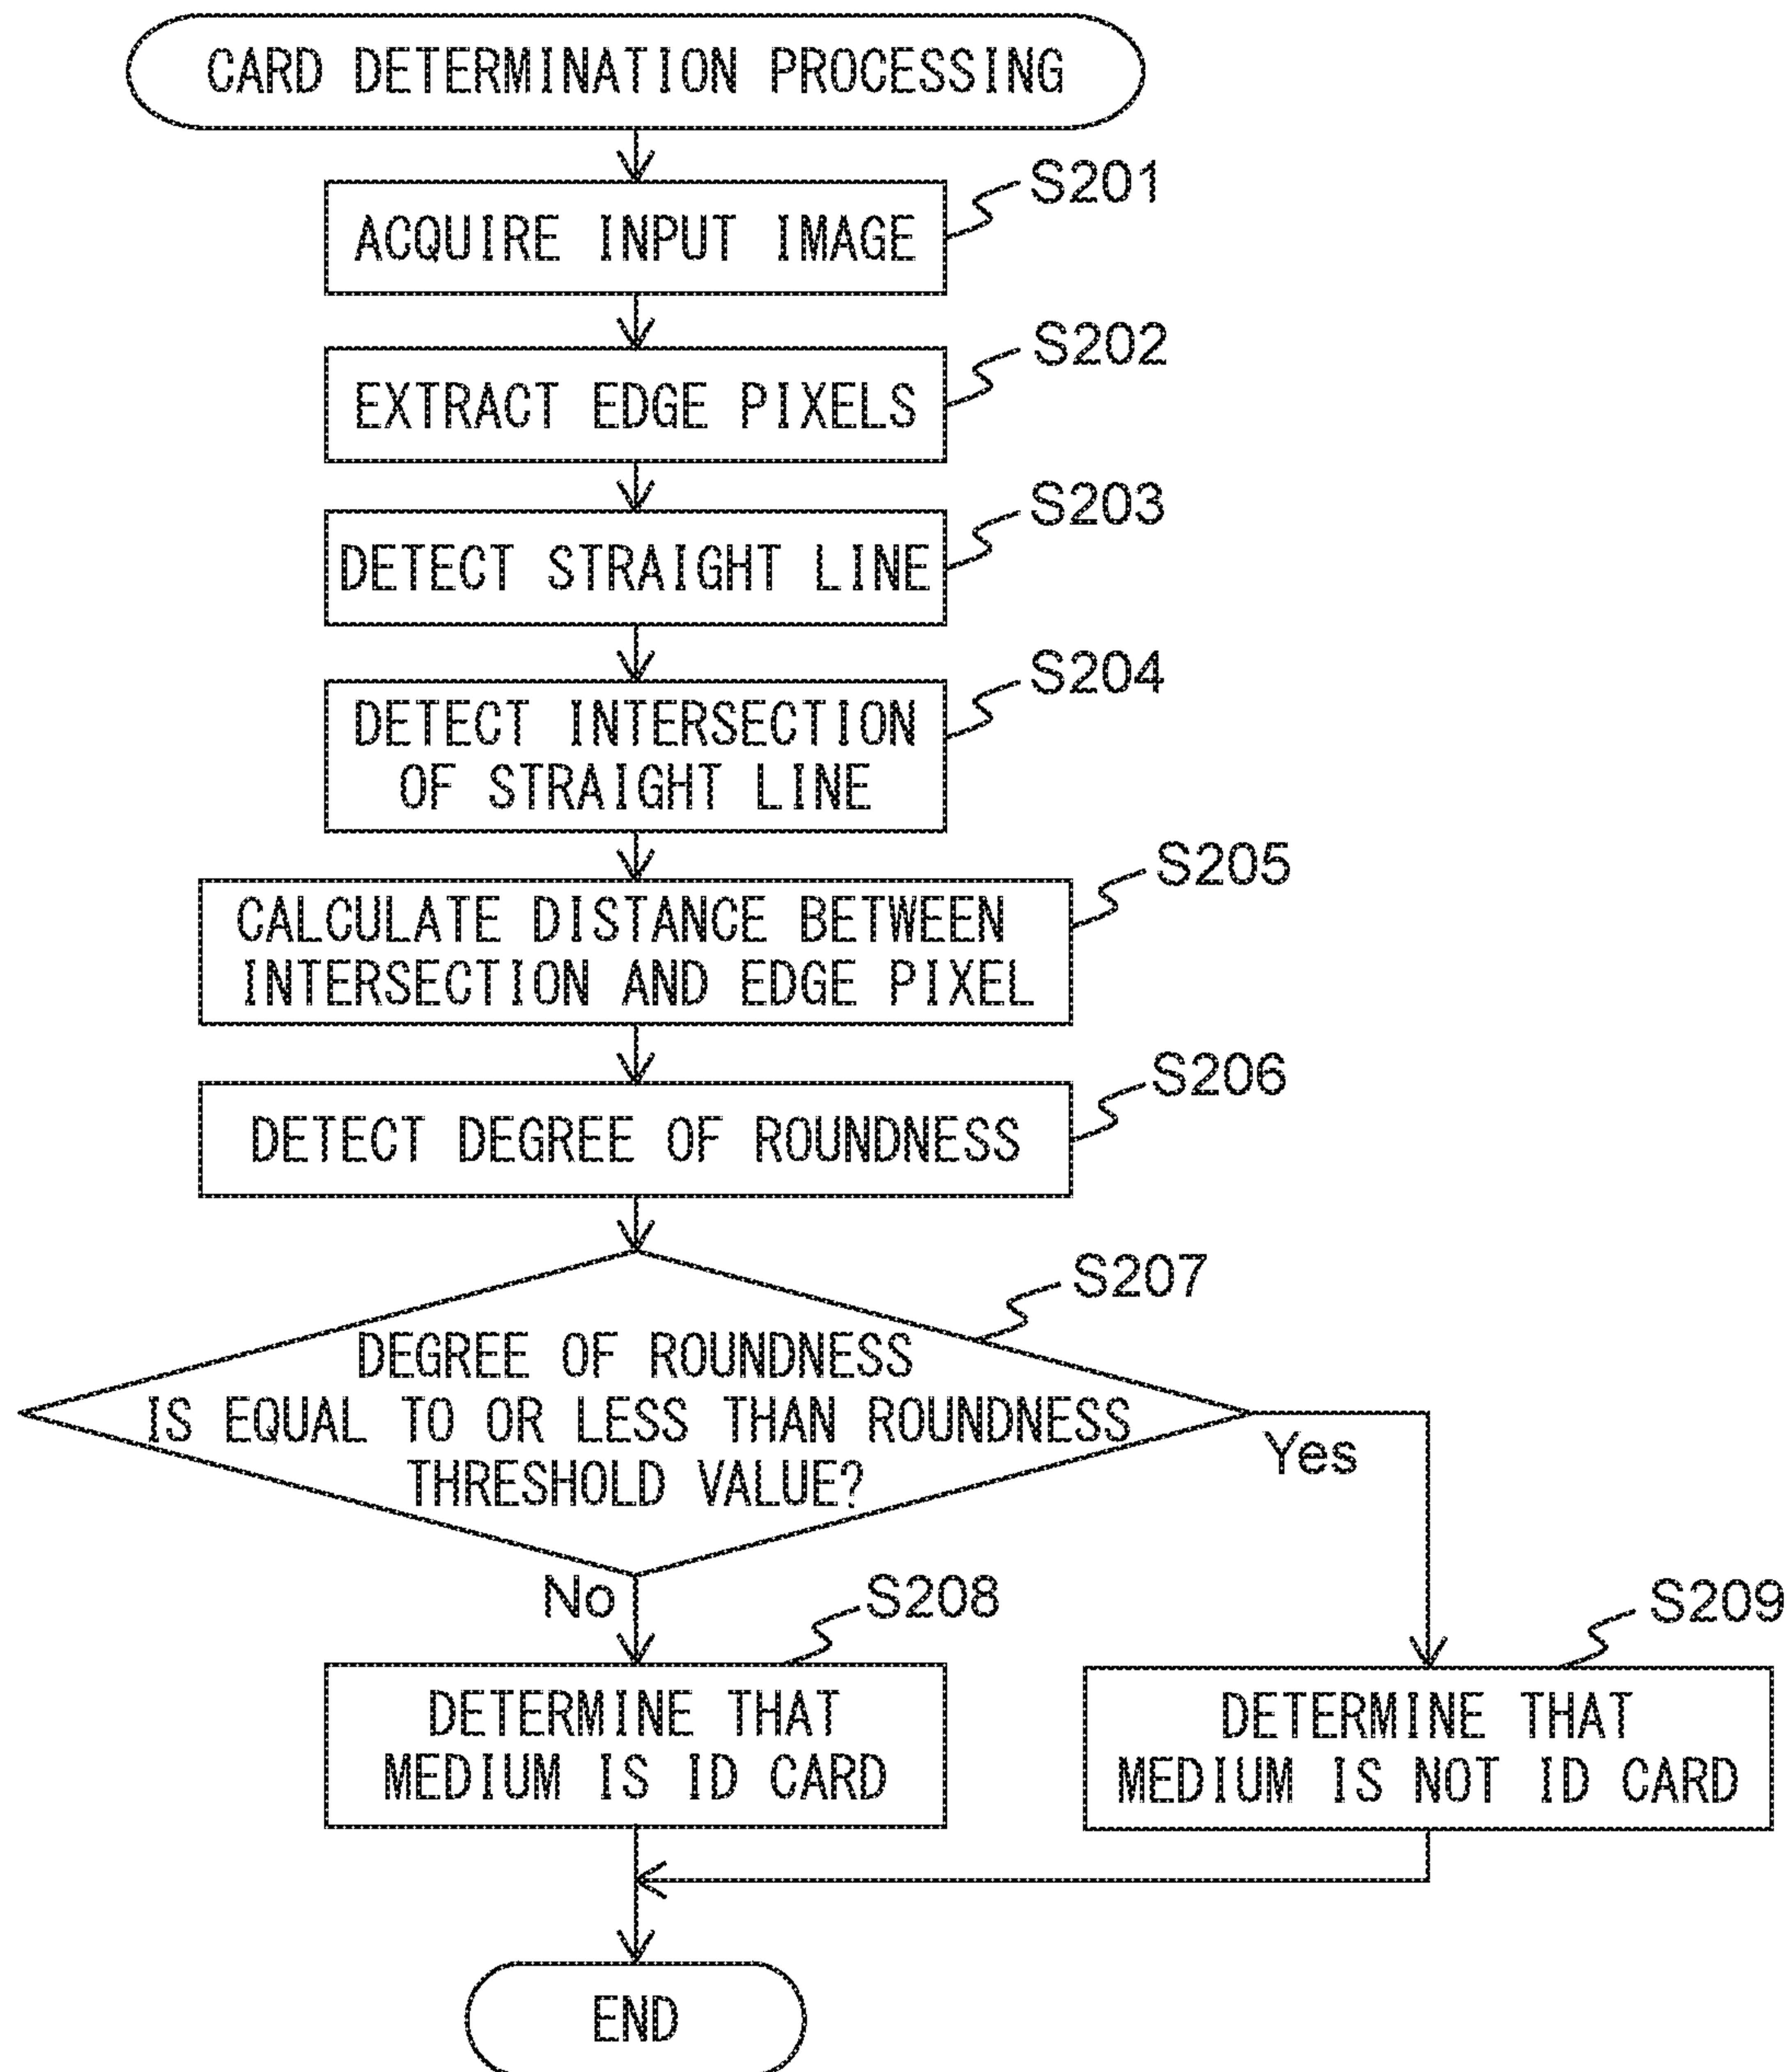 CARD DETERMINATION PROCESSING
S201
ACQUIRE INPUT IMAGE
S202
EXTRACT EDGE PIXELS
S203
DETECT STRAIGHT LINE
S204
DETECT INTERSECTION
OF STRAIGHT LINE
S205
CALCULATE DISTANCE BETWEEN
INTERSECTION AND EDGE PIXEL
S206
DETECT DEGREE OF ROUNDNESS
S207
DEGREE OF ROUNDNESS
IS EQUAL TO OR LESS THAN ROUNDNESS
THRESHOLD VALUE?
Yes
No
S208
DETERMINE THAT
MEDIUM IS ID CARD
S209
DETERMINE THAT
MEDIUM IS NOT ID CARD
END